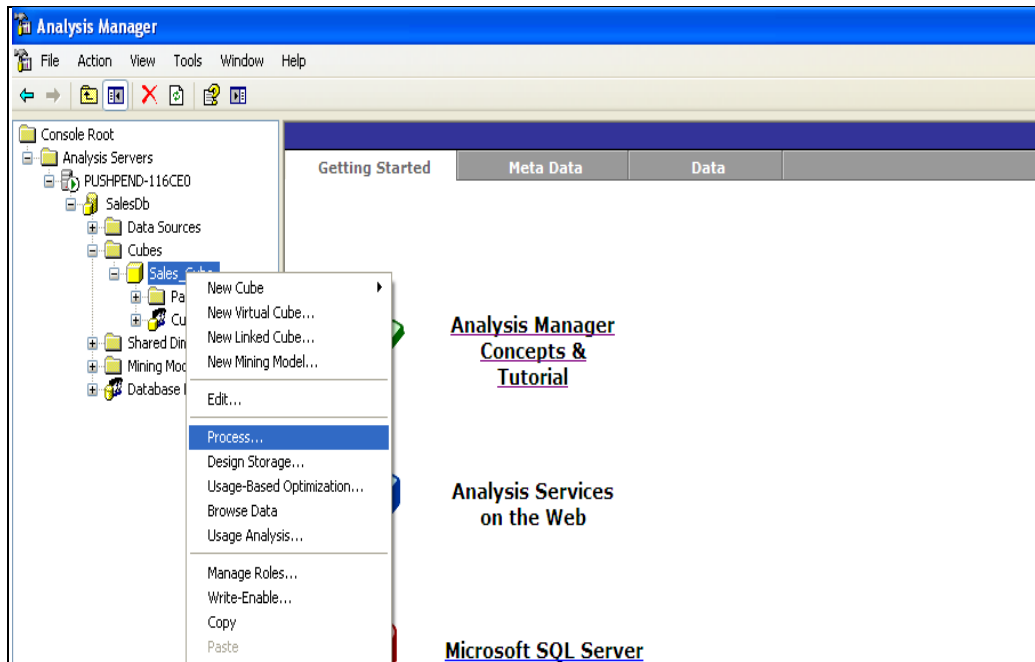 Analysis Manager
File Action View Tools Window Help
Console Root
Analysis Servers
PUSHPEND-116CE0
SalesDb
Data Sources
Cubes
Sales_Cube
Pa
Cu
Shared Din
Mining Mod
Database
New Cube
New Virtual Cube...
New Linked Cube...
New Mining Model...
Edit...
Process...
Design Storage...
Usage-Based Optimization...
Browse Data
Usage Analysis...
Manage Roles...
Write-Enable...
Copy
Paste
Getting Started Meta Data Data
Analysis Manager
Concepts &
Tutorial
Analysis Services
on the Web
Microsoft SQL Server